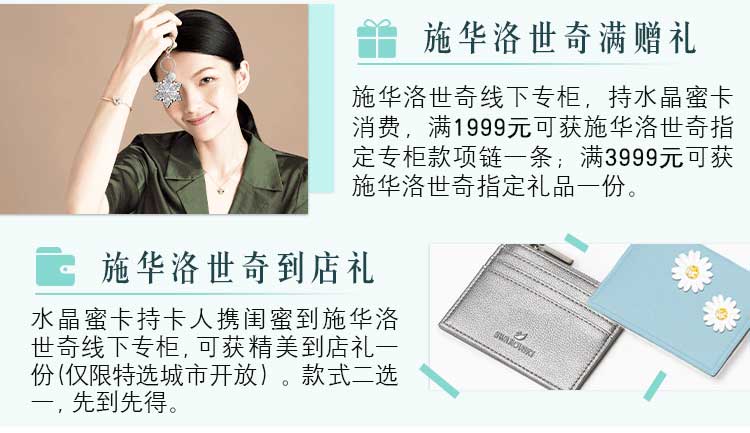 施华洛世奇满赠礼
施华洛世奇线下专柜，持水晶蜜卡
消费，满1999元可获施华洛世奇指
定专柜款项链一条；满3999元可获
施华洛世奇指定礼品一份。
施华洛世奇到店礼
水晶蜜卡持卡人携闺蜜到施华洛
世奇线下专柜，可获精美到店礼一
份(仅限特选城市开放）。款式二选
一，先到先得。
SWAROVSKI